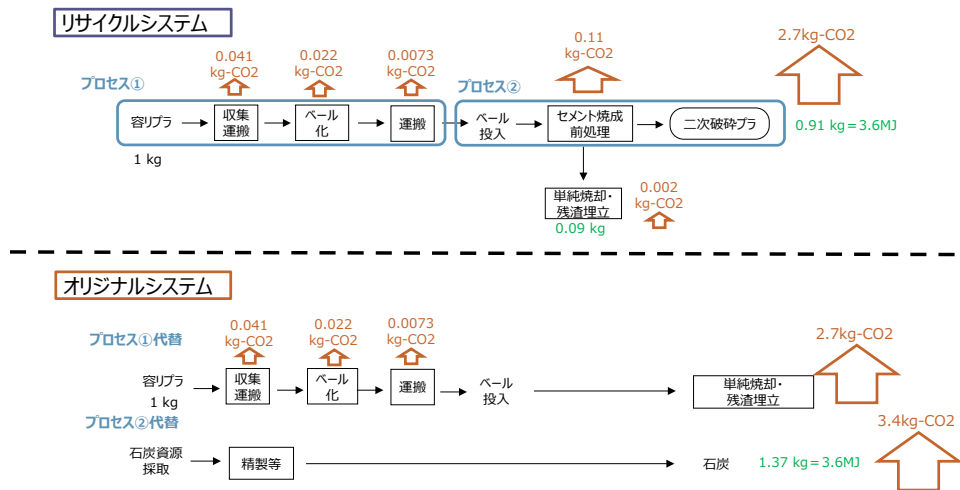 リサイクルシステム
プロセス①
0.041
kg-CO2
0.022
kg-CO2
0.0073
kg-CO2
プロセス②
0.11
kg-CO2
2.7kg-CO2
容リプラ
収集
運搬
ベール
化
運搬
ベール
投入
セメント焼成
前処理
二次破砕プラ
0.91 kg＝3.6MJ
1 kg
単純焼却・
残渣埋立
0.09 kg
0.002
kg-CO2
オリジナルシステム
プロセス①代替
0.041
kg-CO2
0.022
kg-CO2
0.0073
kg-CO2
2.7kg-CO2
容リプラ
1 kg
収集
運搬
ベール
化
運搬
ベール
投入
単純焼却・
残渣埋立
プロセス②代替
3.4kg-CO2
石炭資源
採取
精製等
石炭
1.37 kg＝3.6MJ